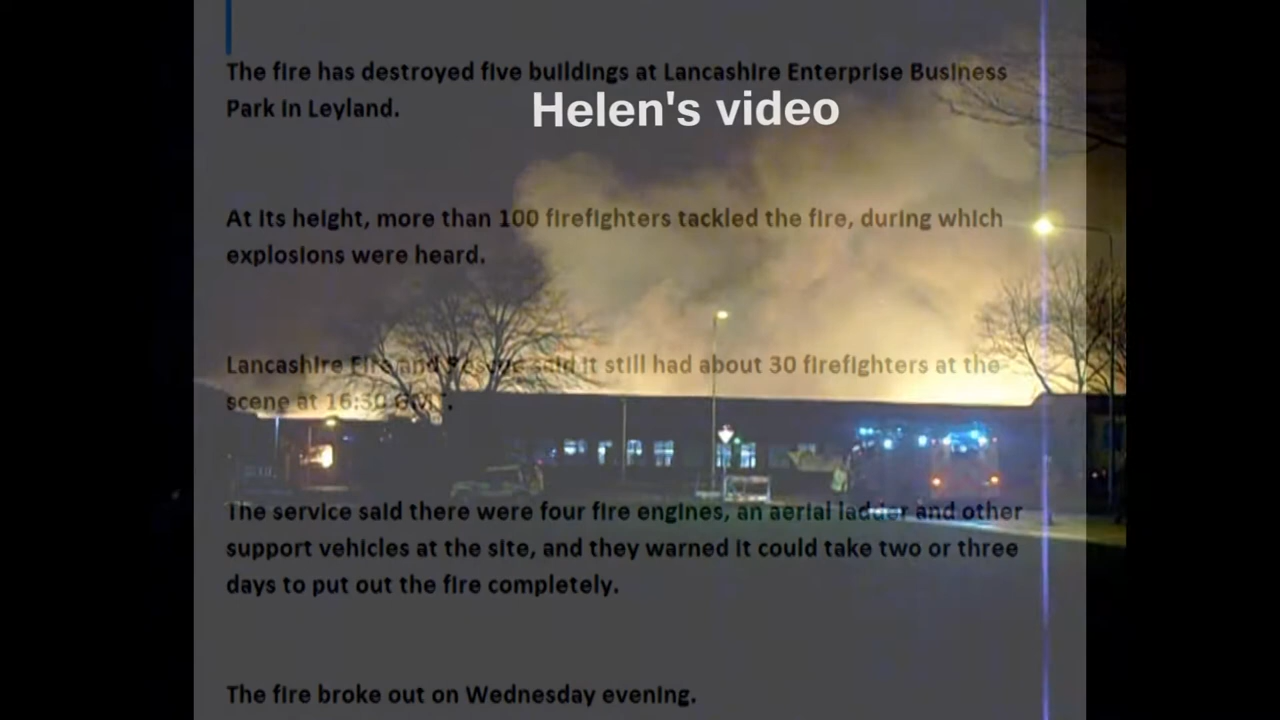 The fire has destroyed five buildings at Lancashire Enterprise Business
Park in Leyland.
Helen's video
At its height, more than 100 firefighters tackled the fire, during which
explosions were heard.
Lancashire Fire and Rescue said it still had about 30 firefighters at the
scene at 16:30 GMT.
The service said there were four fire engines, an aerial ladder and other
support vehicles at the site, and they warned it could take two or three
days to put out the fire completely.
The fire broke out on Wednesday evening.